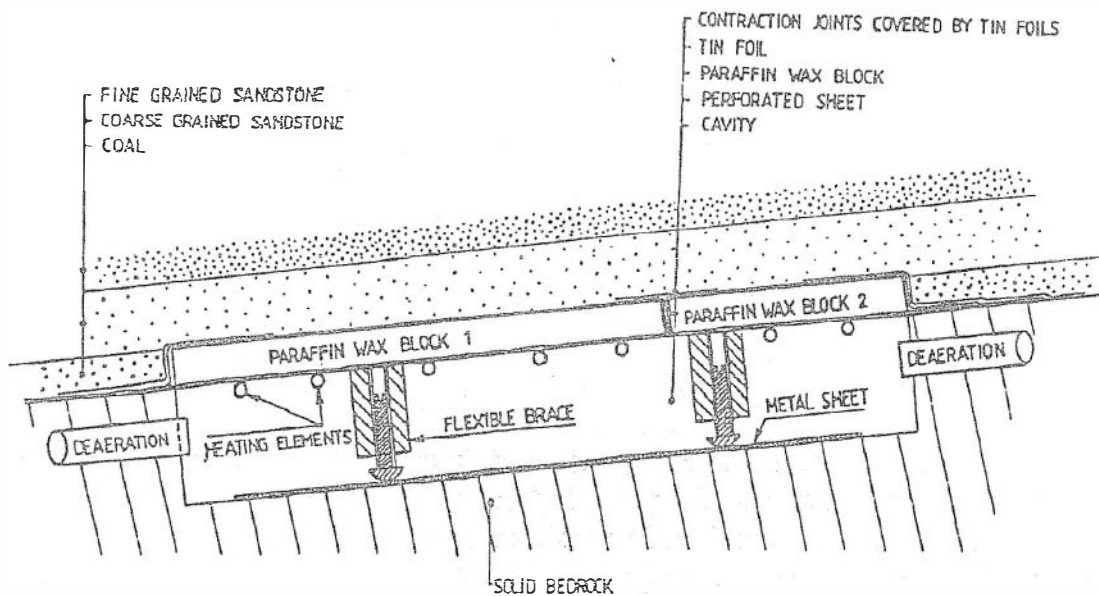 CONTRACTION JOINTS COVERED BY TIN FOILS
TIN FOIL
PARAFFIN WAX BLOCK
PERFORATED SHEET
CAVITY
FINE GRAINED SANDSTONE
COARSE GRAINED SANDSTONE
COAL
PARAFFIN WAX BLOCK 1
PARAFFIN WAX BLOCK 2
DEAERATION
HEATING ELEMENTS
FLEXIBLE BRACE
METAL SHEET
DEAERATION
SOLID BEDROCK